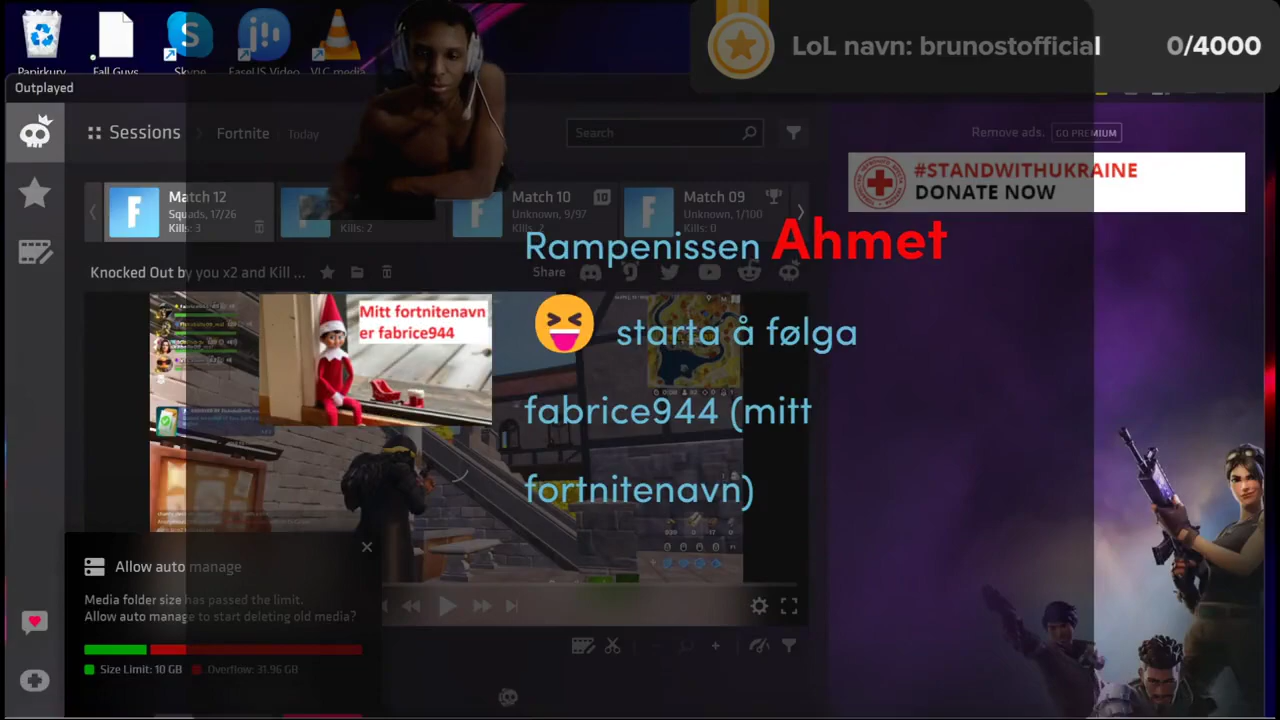 Papirkurv
Fall Guys
Skype
EaseUS Video
VLC media
LoL navn: brunostofficial
0/4000
Outplayed
Sessions
Fortnite
Today
Search
Remove ads.
GO PREMIUM
#STANDWITHUKRAINE
DONATE NOW
Match 12
Squads, 17/26
Kills: 3
Kills: 2
Match 10
10
Unknown, 9/97
Match 09
Unknown, 1/100
Kills: 0
Rampenissen Ahmet
Knocked Out by you x2 and Kill ...
Share
Mitt fortnitenavn
er fabrice944
starta å følga
fabrice944 (mitt
fortnitenavn)
Allow auto manage
Media folder size has passed the limit.
Allow auto manage to start deleting old media?
Size Limit: 10 GB
Overflow: 31.96 GB